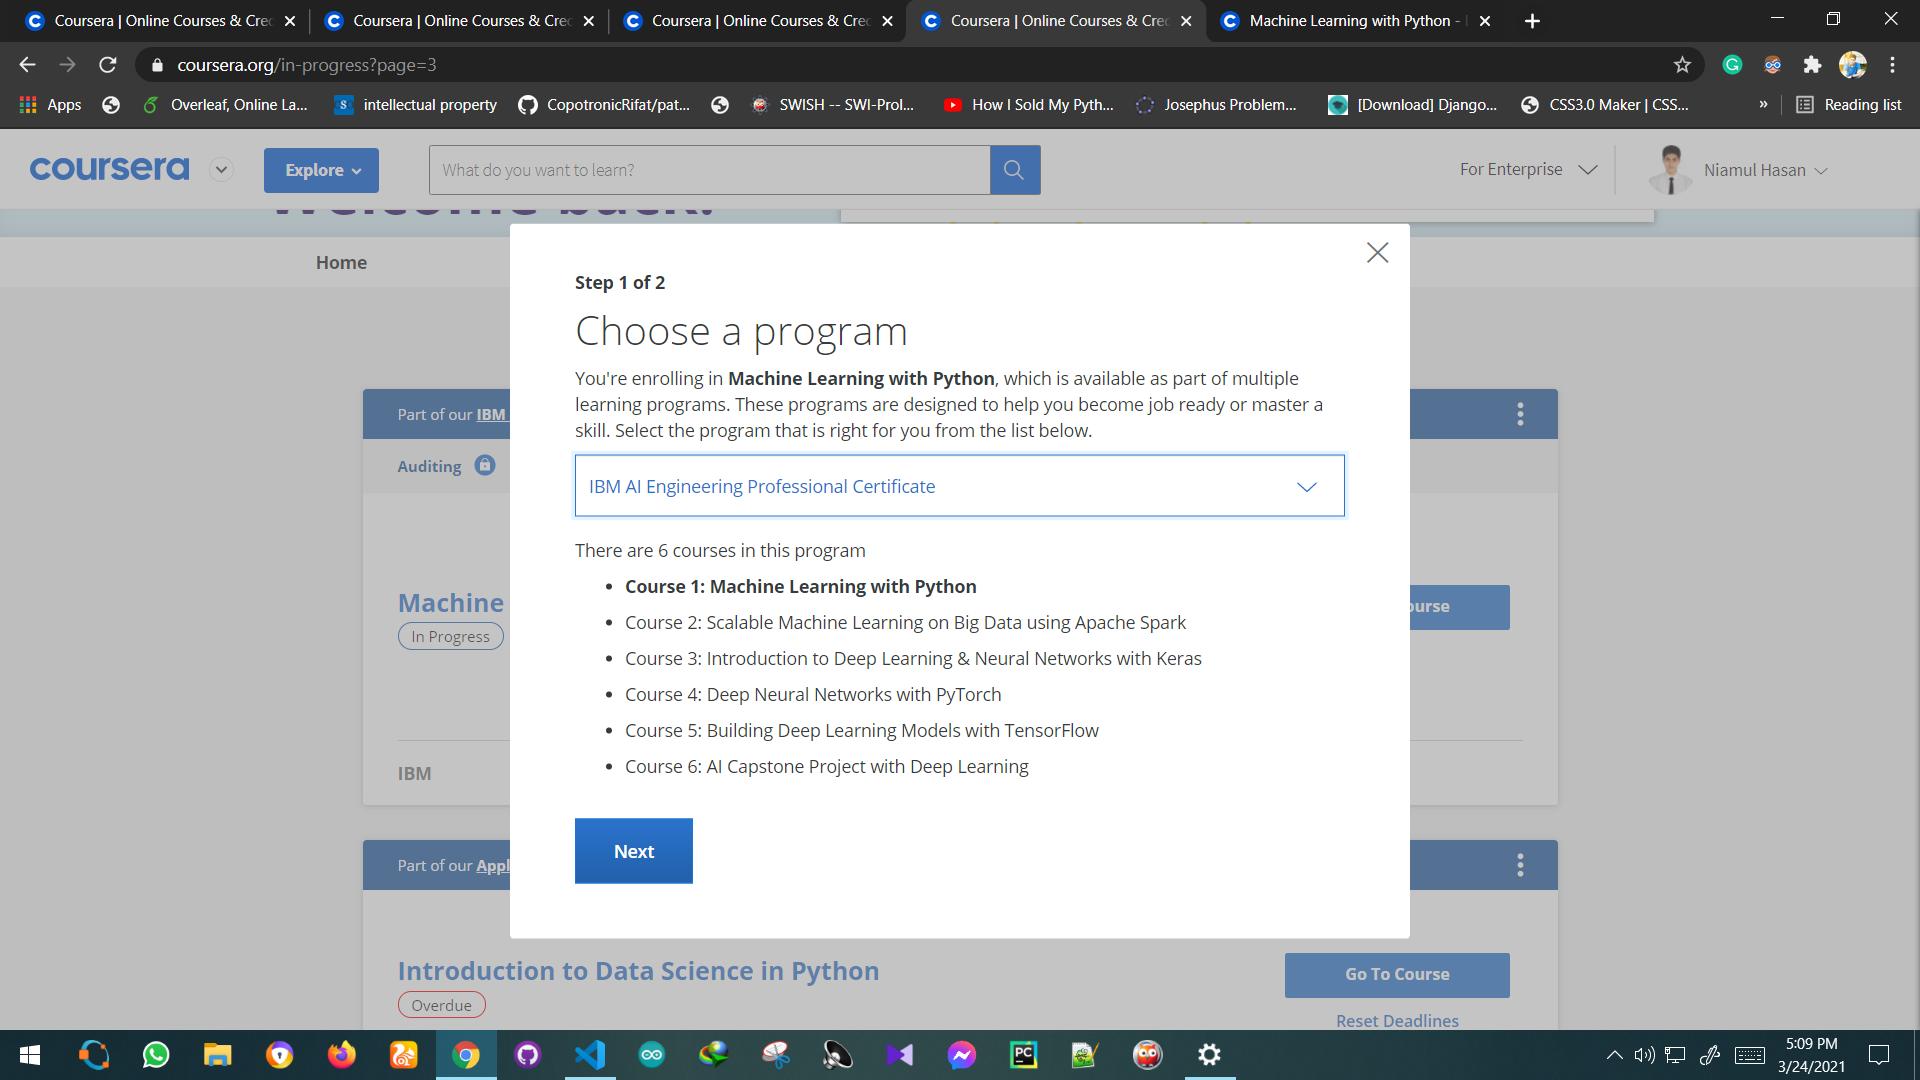 Coursera | Online Courses & Cre
Coursera | Online Courses & Cre
Coursera | Online Courses & Cre
Coursera | Online Courses & Cre
Machine Learning with Python -
coursera.org/in-progress?page=3
Apps
Overleaf, Online La...
intellectual property
CopotronicRifat/pat...
SWISH -- SWI-Prol...
How I Sold My Pyth...
Josephus Problem...
[Download] Django...
CSS3.0 Maker | CSS...
»
Reading list
coursera
Explore
What do you want to learn?
For Enterprise
Niamul Hasan
Welcome back!
Home
Step 1 of 2
Choose a program
You're enrolling in Machine Learning with Python, which is available as part of multiple
learning programs. These programs are designed to help you become job ready or master a
skill. Select the program that is right for you from the list below.
IBM AI Engineering Professional Certificate
There are 6 courses in this program
• Course 1: Machine Learning with Python
• Course 2: Scalable Machine Learning on Big Data using Apache Spark
• Course 3: Introduction to Deep Learning & Neural Networks with Keras
• Course 4: Deep Neural Networks with PyTorch
• Course 5: Building Deep Learning Models with TensorFlow
• Course 6: AI Capstone Project with Deep Learning
Next
Part of our IBM
Auditing
Machine
In Progress
ourse
IBM
Part of our Appl
Introduction to Data Science in Python
Overdue
Go To Course
Reset Deadlines
5:09 PM
3/24/2021